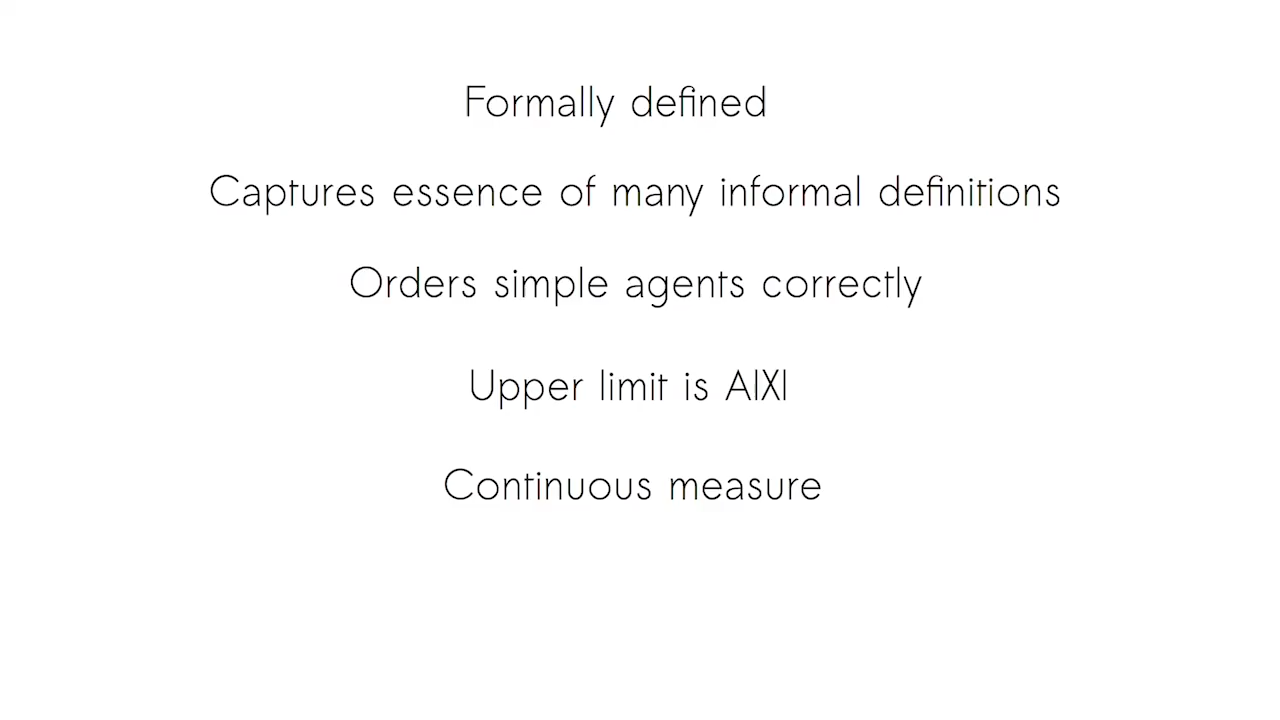 Formally defined
Captures essence of many informal definitions
Orders simple agents correctly
Upper limit is AIXI
Continuous measure